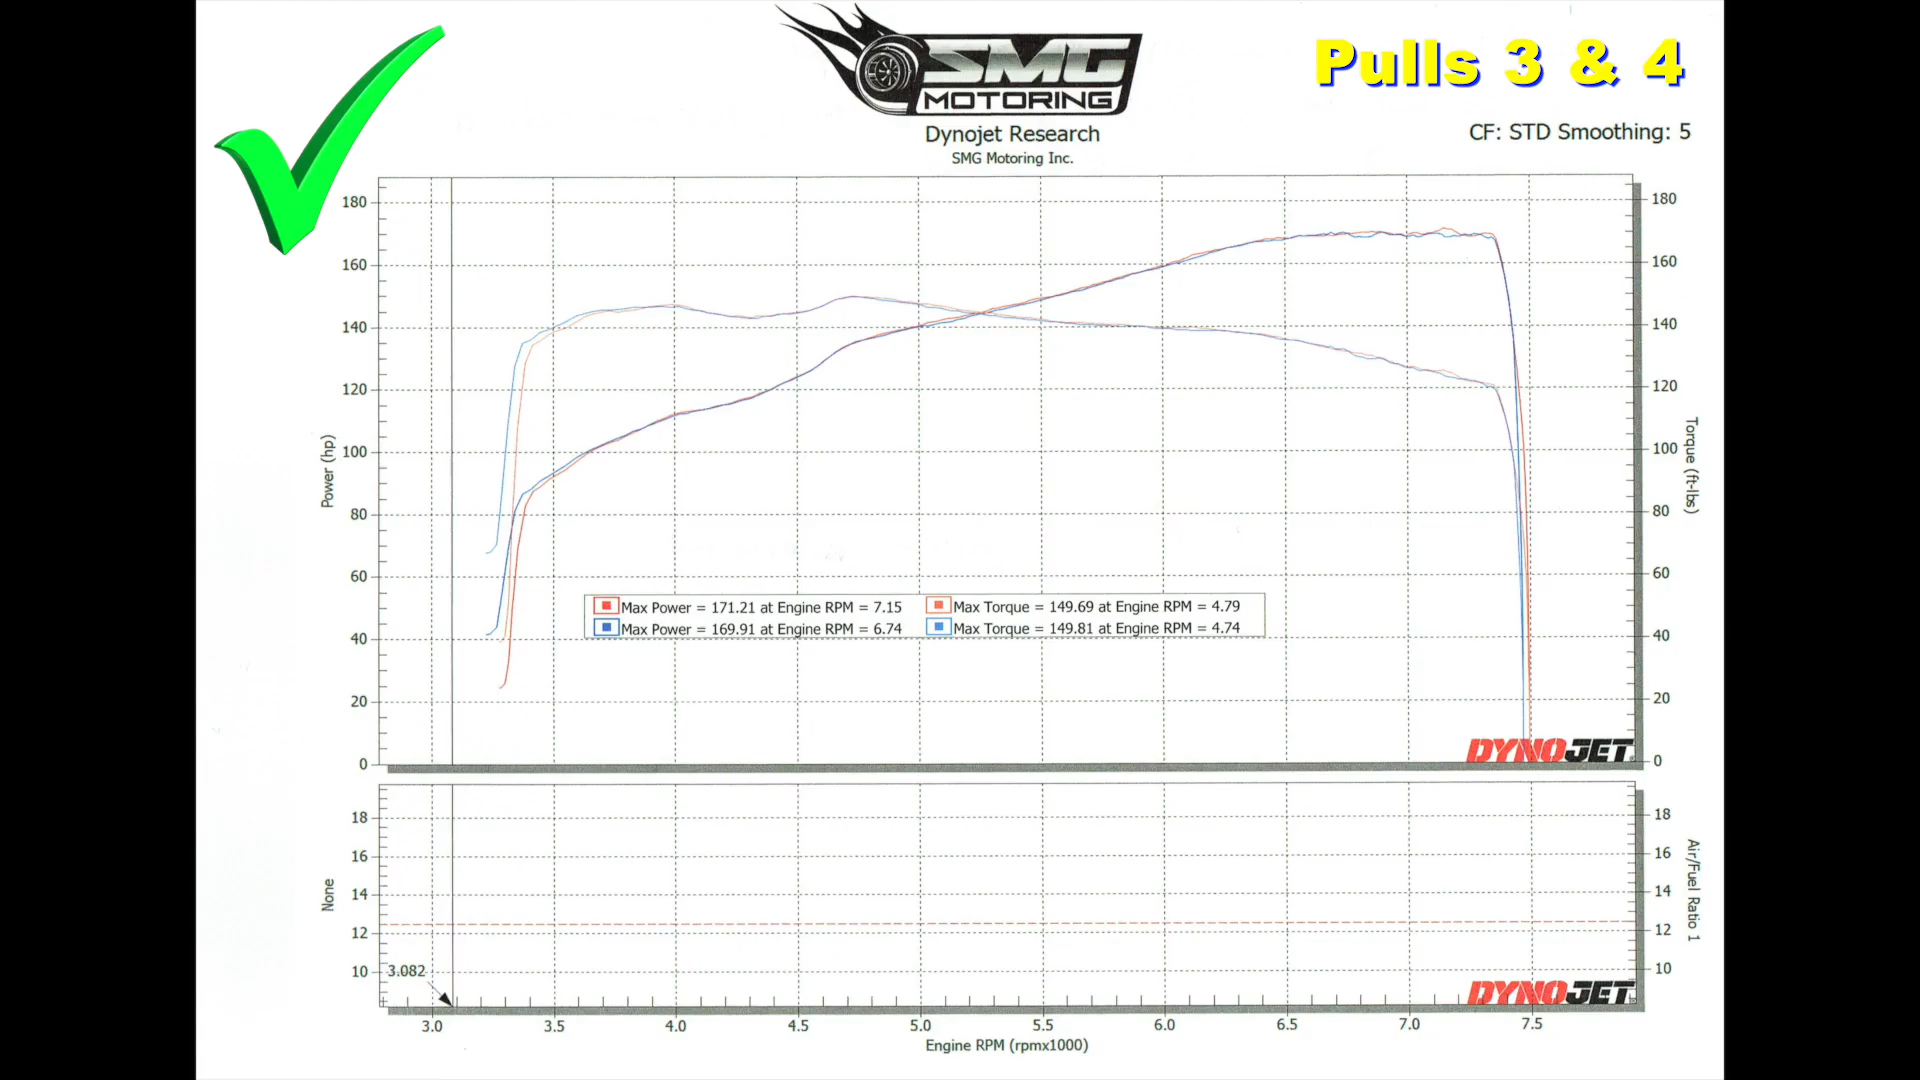 SMG
MOTORING
Pulls 3 & 4
Dynojet Research
SMG Motoring Inc.
CF: STD Smoothing: 5
180
160
140
120
100
80
60
40
20
0
Power (hp)
180
160
140
120
100
80
60
40
20
0
Torque (ft-lbs)
Max Power = 171.21 at Engine RPM = 7.15
Max Torque = 149.69 at Engine RPM = 4.79
Max Power = 169.91 at Engine RPM = 6.74
Max Torque = 149.81 at Engine RPM = 4.74
DYNOJET
18
16
14
12
10
None
18
16
14
12
10
Air/Fuel Ratio 1
3.082
DYNOJET
3.0 3.5 4.0 4.5 5.0 5.5 6.0 6.5 7.0 7.5
Engine RPM (rpmx1000)